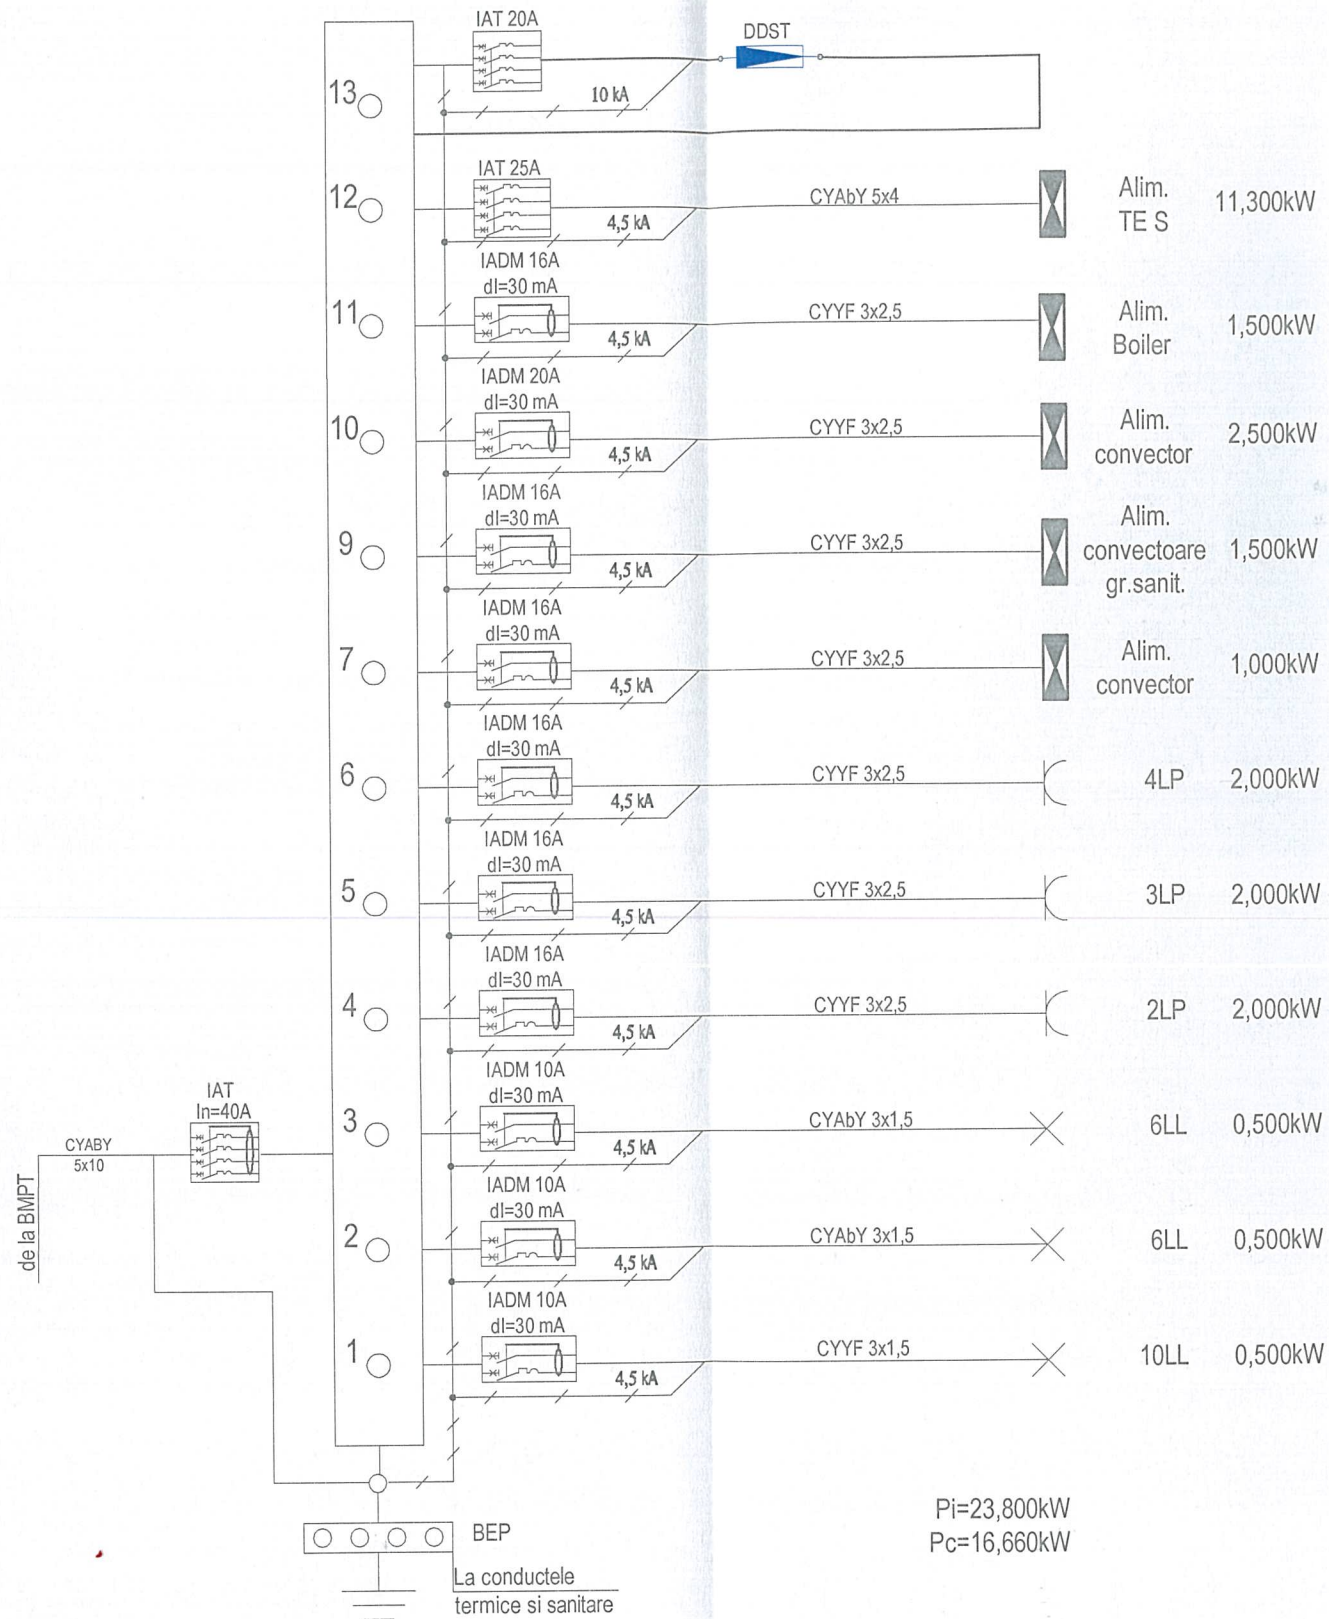 IAT 20A
DDST
13
10 kA
IAT 25A
12
CYAbY 5x4
4,5 kA
Alim.
TE S
11,300kW
IADM 16A
dI=30 mA
11
CYYF 3x2,5
4,5 kA
Alim.
Boiler
1,500kW
IADM 20A
dI=30 mA
10
CYYF 3x2,5
4,5 kA
Alim.
convector
2,500kW
IADM 16A
dI=30 mA
9
CYYF 3x2,5
4,5 kA
Alim.
convectoare
gr.sanit.
1,500kW
IADM 16A
dI=30 mA
7
CYYF 3x2,5
4,5 kA
Alim.
convector
1,000kW
IADM 16A
dI=30 mA
6
CYYF 3x2,5
4,5 kA
4LP
2,000kW
IADM 16A
dI=30 mA
5
CYYF 3x2,5
4,5 kA
3LP
2,000kW
IADM 16A
dI=30 mA
4
CYYF 3x2,5
4,5 kA
2LP
2,000kW
IADM 10A
dI=30 mA
3
CYAbY 3x1,5
4,5 kA
6LL
0,500kW
IAT
In=40A
CYABY
5x10
de la BMPT
IADM 10A
dI=30 mA
2
CYAbY 3x1,5
4,5 kA
6LL
0,500kW
IADM 10A
dI=30 mA
1
CYYF 3x1,5
4,5 kA
10LL
0,500kW
Pi=23,800kW
Pc=16,660kW
BEP
La conductele
termice si sanitare